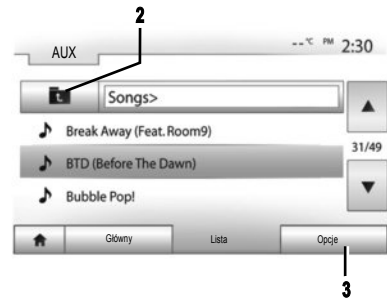 2
AUX
--°C PM 2:30
Songs>
Break Away (Feat. Room9)
31/49
BTD (Before The Dawn)
Bubble Pop!
Główny Lista Opcje
3